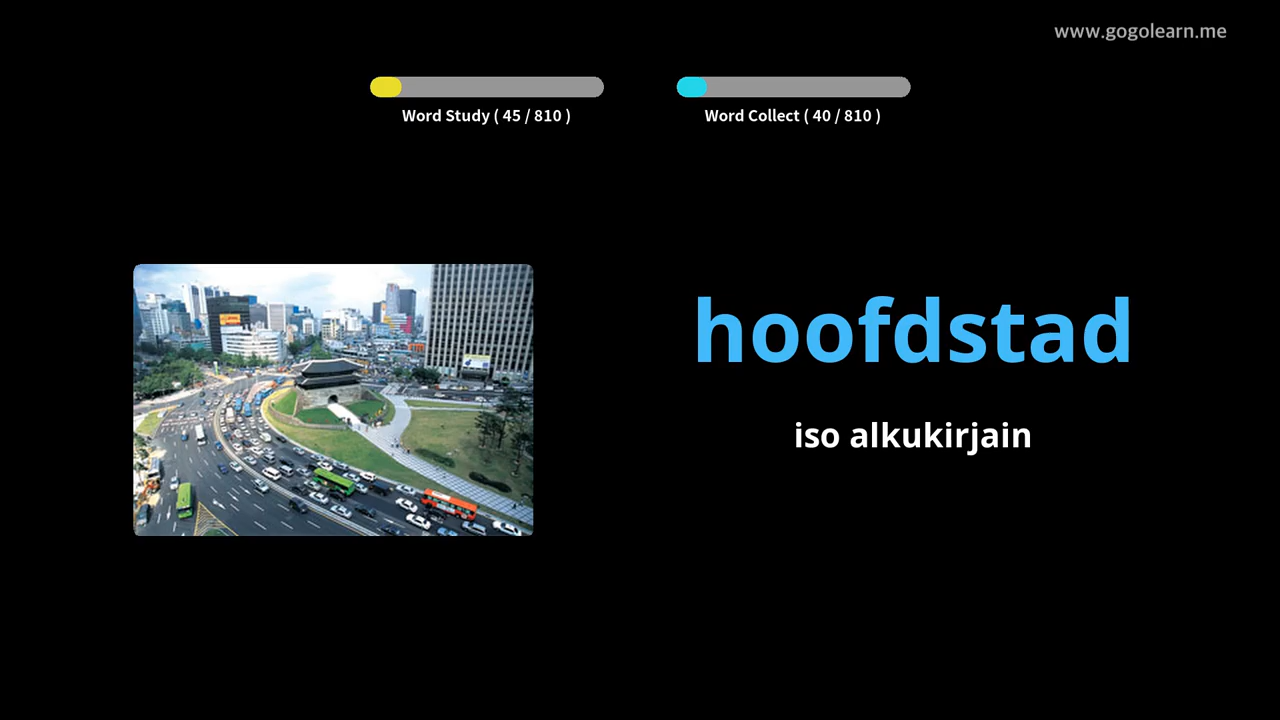 www.gogolearn.me
Word Study ( 45 / 810 )
Word Collect ( 40 / 810 )
hoofdstad
iso alkukirjain